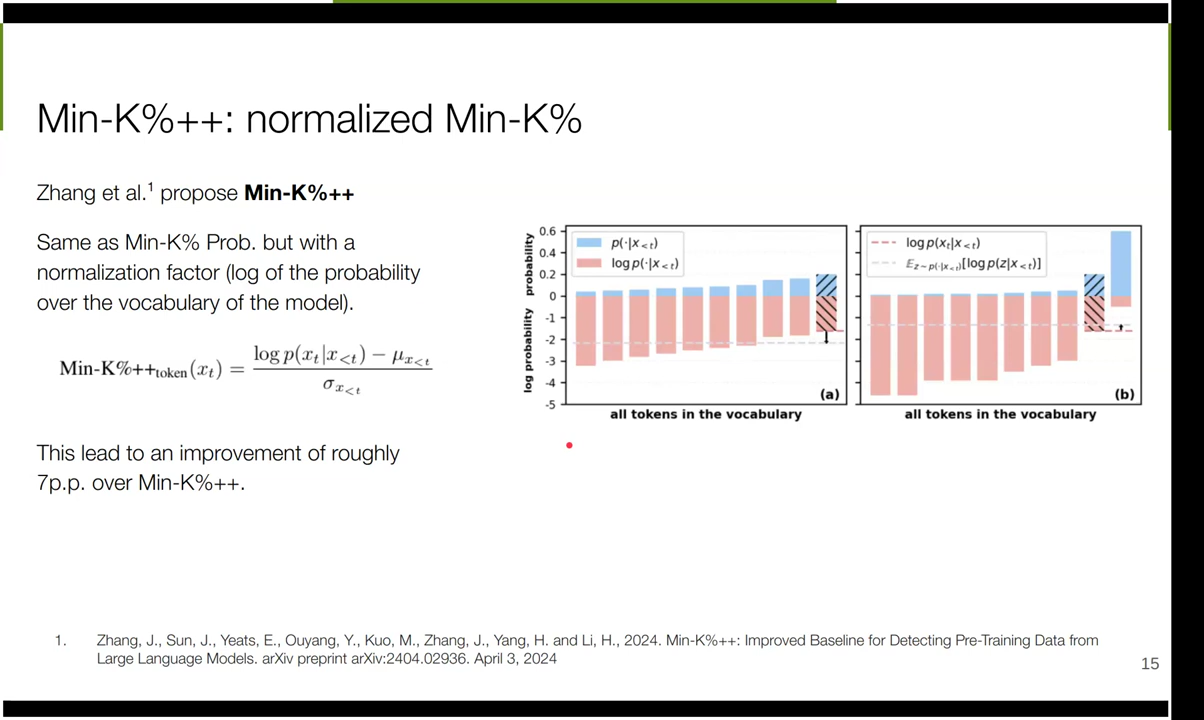 Min-K%++: normalized Min-K%
Zhang et al.¹ propose Min-K%++
Same as Min-K% Prob. but with a
normalization factor (log of the probability
over the vocabulary of the model).
Min-K%++token(xₜ) = (log p(xₜ|x<ₜ) − μx<ₜ) / σx<ₜ
This lead to an improvement of roughly
7p.p. over Min-K%++.
log probability probability
0.6
0.4
0.2
0
-1
-2
-3
-4
-5
p(·|x<t)
log p(·|x<t)
(a)
all tokens in the vocabulary
log p(xₜ|x<t)
𝔼z~p(·|x<t)[log p(z|x<t)]
(b)
all tokens in the vocabulary
1. Zhang, J., Sun, J., Yeats, E., Ouyang, Y., Kuo, M., Zhang, J., Yang, H. and Li, H., 2024. Min-K%++: Improved Baseline for Detecting Pre-Training Data from
Large Language Models. arXiv preprint arXiv:2404.02936. April 3, 2024
15